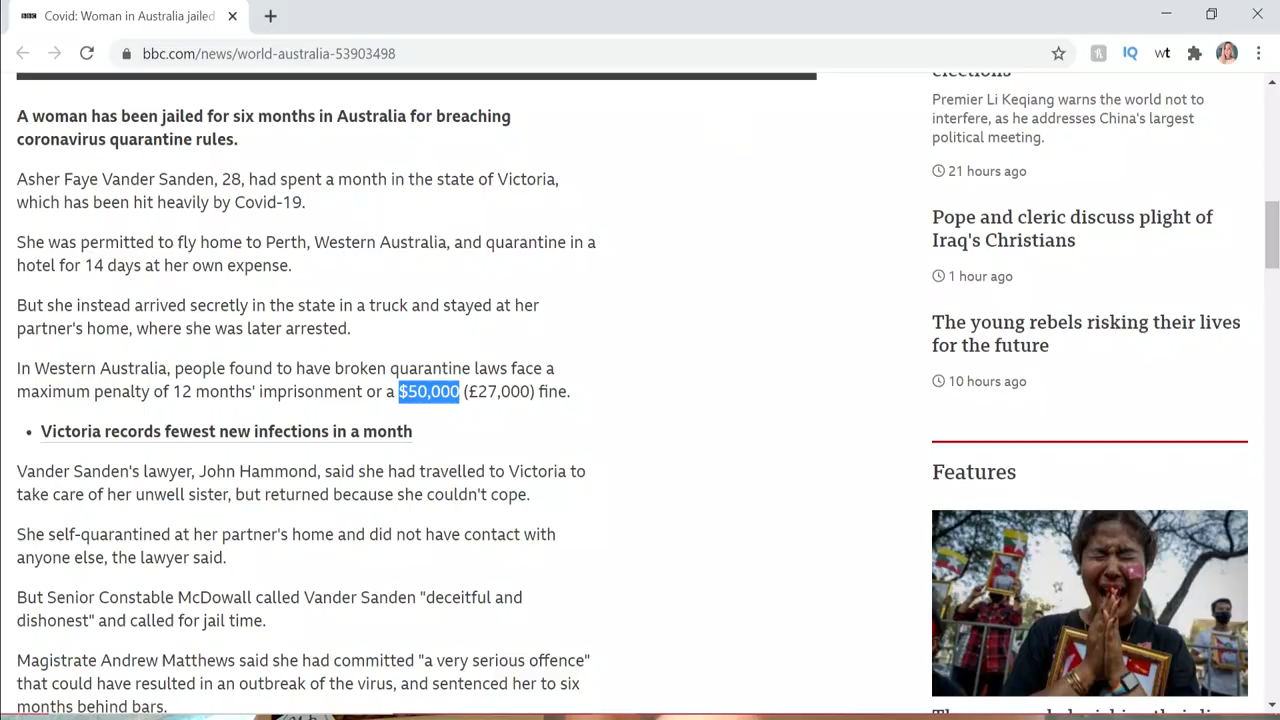 Covid: Woman in Australia jailed
bbc.com/news/world-australia-53903498
IQ
wt
A woman has been jailed for six months in Australia for breaching
coronavirus quarantine rules.
Asher Faye Vander Sanden, 28, had spent a month in the state of Victoria,
which has been hit heavily by Covid-19.
She was permitted to fly home to Perth, Western Australia, and quarantine in a
hotel for 14 days at her own expense.
But she instead arrived secretly in the state in a truck and stayed at her
partner's home, where she was later arrested.
In Western Australia, people found to have broken quarantine laws face a
maximum penalty of 12 months' imprisonment or a $50,000 (£27,000) fine.
• Victoria records fewest new infections in a month
Vander Sanden's lawyer, John Hammond, said she had travelled to Victoria to
take care of her unwell sister, but returned because she couldn't cope.
She self-quarantined at her partner's home and did not have contact with
anyone else, the lawyer said.
But Senior Constable McDowall called Vander Sanden "deceitful and
dishonest" and called for jail time.
Magistrate Andrew Matthews said she had committed "a very serious offence"
that could have resulted in an outbreak of the virus, and sentenced her to six
months behind bars.
elections
Premier Li Keqiang warns the world not to
interfere, as he addresses China's largest
political meeting.
21 hours ago
Pope and cleric discuss plight of
Iraq's Christians
1 hour ago
The young rebels risking their lives
for the future
10 hours ago
Features